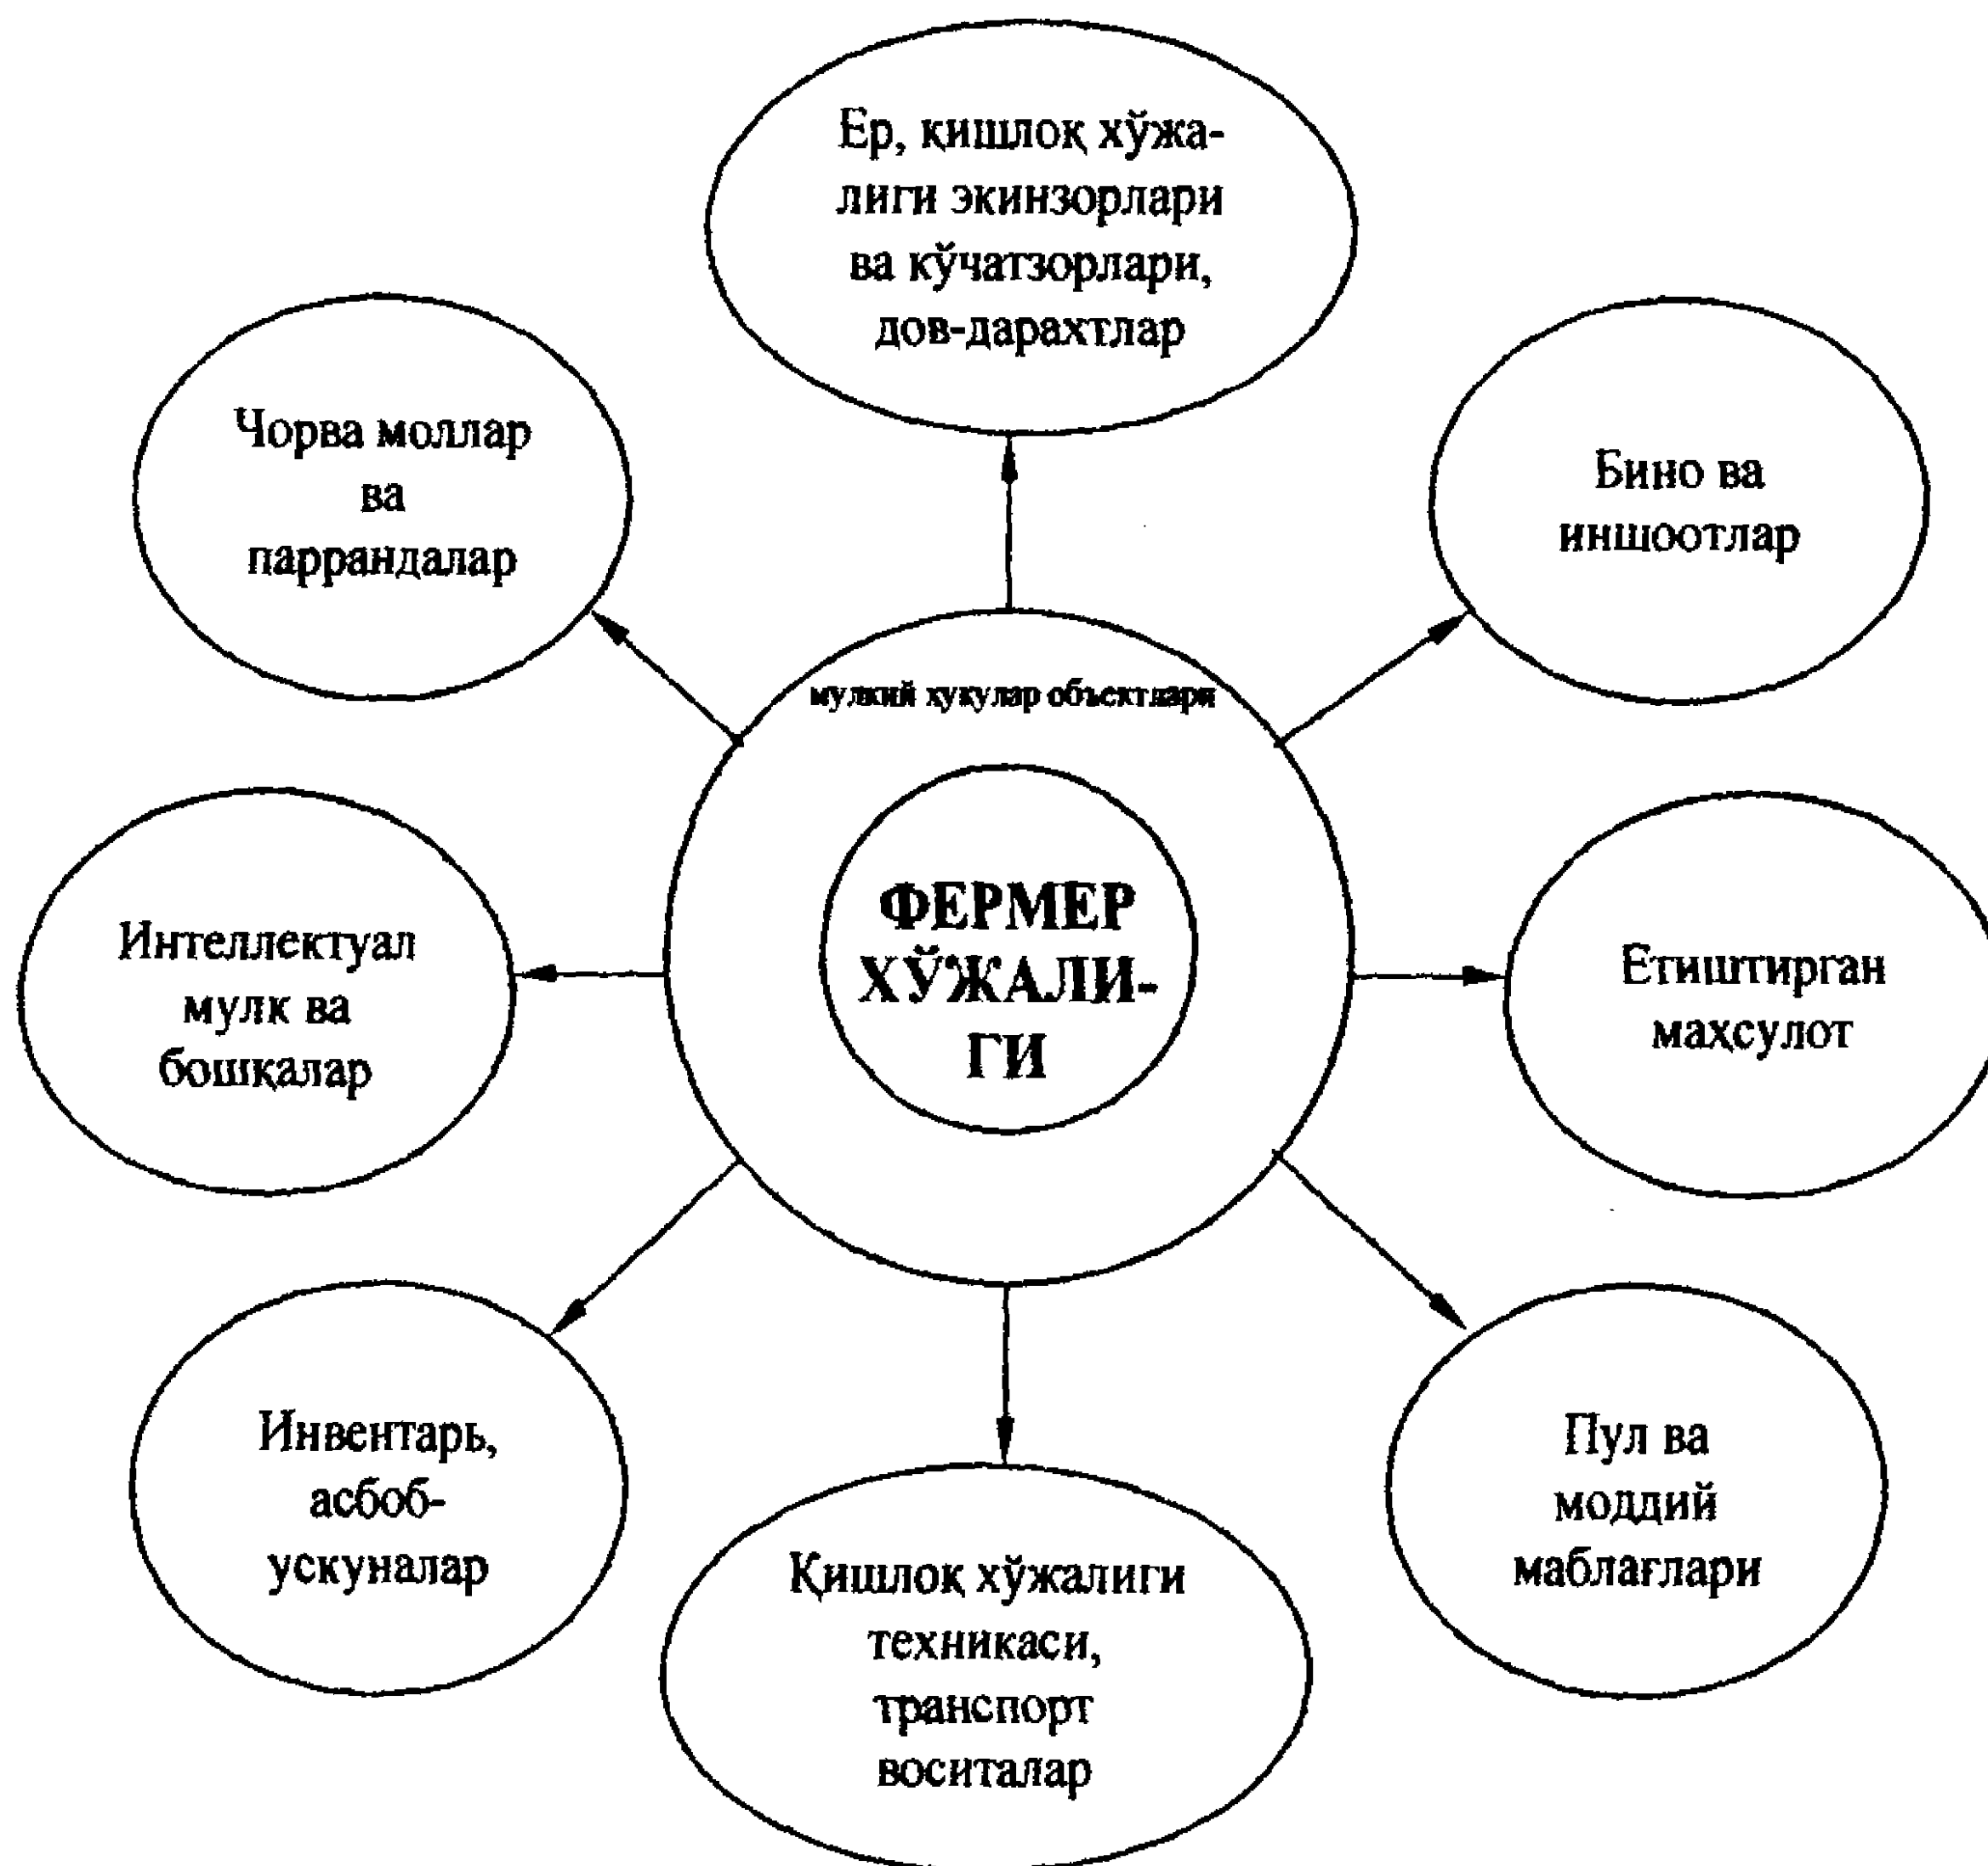 Ер, қишлоқ хўжа-
лиги экинзорлари
ва кўчатзорлари,
дов-дарахтлар
Чорва моллар
ва
паррандалар
Бино ва
иншоотлар
мулкий ҳуқулар объектлари
ФЕРМЕР
ХЎЖАЛИ-
ГИ
Интеллектуал
мулк ва
бошқалар
Етиштирган
маҳсулот
Инвентарь,
асбоб-
ускуналар
Қишлоқ хўжалиги
техникаси,
транспорт
воситалар
Пул ва
моддий
маблағлари